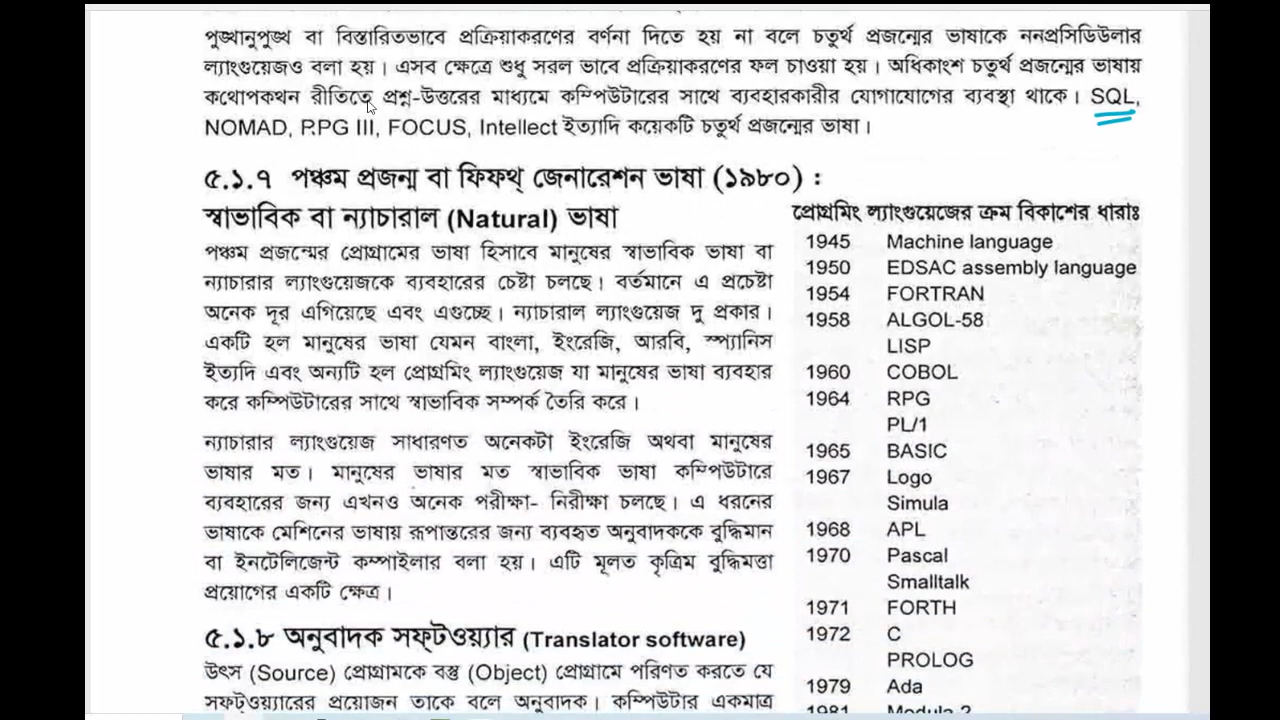 পুঙ্খানুপুঙ্খ বা বিস্তারিতভাবে প্রক্রিয়াকরণের বর্ণনা দিতে হয় না বলে চতুর্থ প্রজন্মের ভাষাকে ননপ্রসিডিউলার
ল্যাংগুয়েজও বলা হয়। এসব ক্ষেত্রে শুধু সরল ভাবে প্রক্রিয়াকরণের ফল চাওয়া হয়। অধিকাংশ চতুর্থ প্রজন্মের ভাষায়
কথোপকথন রীতিতে প্রশ্ন-উত্তরের মাধ্যমে কম্পিউটারের সাথে ব্যবহারকারীর যোগাযোগের ব্যবস্থা থাকে। SQL,
NOMAD, RPG III, FOCUS, Intellect ইত্যাদি কয়েকটি চতুর্থ প্রজন্মের ভাষা।
৫.১.৭ পঞ্চম প্রজন্ম বা ফিফথ্ জেনারেশন ভাষা (১৯৮০) :
স্বাভাবিক বা ন্যাচারাল (Natural) ভাষা
পঞ্চম প্রজন্মের প্রোগ্রামের ভাষা হিসাবে মানুষের স্বাভাবিক ভাষা বা
ন্যাচারার ল্যাংগুয়েজকে ব্যবহারের চেষ্টা চলছে। বর্তমানে এ প্রচেষ্টা
অনেক দূর এগিয়েছে এবং এগুচ্ছে। ন্যাচারাল ল্যাংগুয়েজ দু প্রকার।
একটি হল মানুষের ভাষা যেমন বাংলা, ইংরেজি, আরবি, স্প্যানিস
ইত্যাদি এবং অন্যটি হল প্রোগ্রামিং ল্যাংগুয়েজ যা মানুষের ভাষা ব্যবহার
করে কম্পিউটারের সাথে স্বাভাবিক সম্পর্ক তৈরি করে।
ন্যাচারার ল্যাংগুয়েজ সাধারণত অনেকটা ইংরেজি অথবা মানুষের
ভাষার মত। মানুষের ভাষার মত স্বাভাবিক ভাষা কম্পিউটারে
ব্যবহারের জন্য এখনও অনেক পরীক্ষা- নিরীক্ষা চলছে। এ ধরনের
ভাষাকে মেশিনের ভাষায় রূপান্তরের জন্য ব্যবহৃত অনুবাদককে বুদ্ধিমান
বা ইনটেলিজেন্ট কম্পাইলার বলা হয়। এটি মূলত কৃত্রিম বুদ্ধিমত্তা
প্রয়োগের একটি ক্ষেত্র।
৫.১.৮ অনুবাদক সফ্‌টওয়্যার (Translator software)
উৎস (Source) প্রোগ্রামকে বস্তু (Object) প্রোগ্রামে পরিণত করতে যে
সফট্ওয়্যারের প্রয়োজন তাকে বলে অনুবাদক। কম্পিউটার একমাত্র
প্রোগ্রামিং ল্যাংগুয়েজের ক্রম বিকাশের ধারাঃ
1945 Machine language
1950 EDSAC assembly language
1954 FORTRAN
1958 ALGOL-58
LISP
1960 COBOL
1964 RPG
PL/1
1965 BASIC
1967 Logo
Simula
1968 APL
1970 Pascal
Smalltalk
1971 FORTH
1972 C
PROLOG
1979 Ada
1981 Modula-2